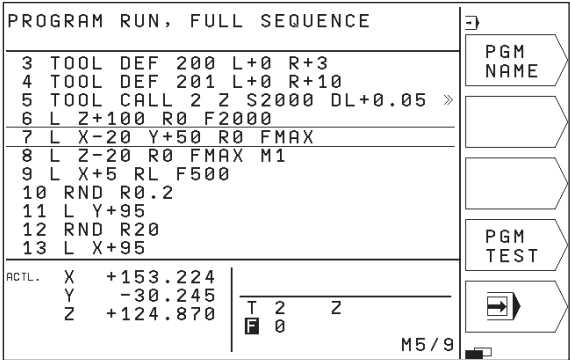 PROGRAM RUN, FULL SEQUENCE
3 TOOL DEF 200 L+0 R+3
4 TOOL DEF 201 L+0 R+10
5 TOOL CALL 2 Z S2000 DL+0.05 »
6 L Z+100 R0 F2000
7 L X-20 Y+50 R0 FMAX
8 L Z-20 R0 FMAX M1
9 L X+5 RL F500
10 RND R0.2
11 L Y+95
12 RND R20
13 L X+95
ACTL. X +153.224
Y -30.245
Z +124.870
T 2 Z
F 0
M5/9
PGM
NAME
PGM
TEST